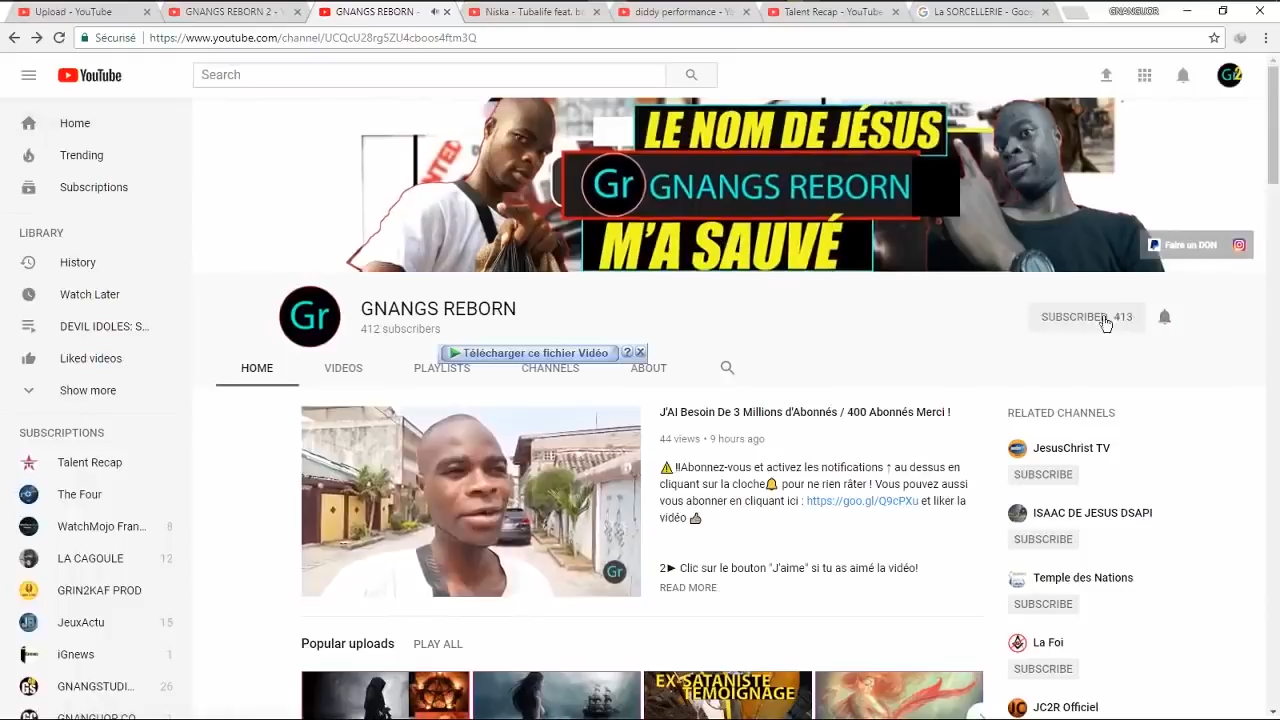 Upload - YouTube
GNANGS REBORN 2 -
GNANGS REBORN -
Niska - Tubalife feat. b
diddy performance - Yo
Talent Recap - YouTube
La SORCELLERIE - Goo
GNANGUOR
Sécurisé
https://www.youtube.com/channel/UCQcU28rgSZU4cboos4ftm3Q
YouTube
Search
Gr2
Home
Trending
Subscriptions
LIBRARY
History
Watch Later
DEVIL IDOLES: S...
Liked videos
Show more
SUBSCRIPTIONS
Talent Recap
The Four
WatchMojo Fran... 8
LA CAGOULE 12
GRIN2KAF PROD
JeuxActu 15
iGnews 1
GNANGSTUDI... 26
GNANGUOR CO
LE NOM DE JÉSUS
Gr GNANGS REBORN
M'A SAUVÉ
Faire un DON
Gr
GNANGS REBORN
412 subscribers
SUBSCRIBED 413
Télécharger ce fichier Vidéo ?
HOME
VIDEOS
PLAYLISTS
CHANNELS
ABOUT
Gr
J'AI Besoin De 3 Millions d'Abonnés / 400 Abonnés Merci !
44 views • 9 hours ago
⚠‼Abonnez-vous et activez les notifications ↑ au dessus en
cliquant sur la cloche🔔 pour ne rien râter ! Vous pouvez aussi
vous abonner en cliquant ici : https://goo.gl/Q9cPXu et liker la
vidéo 👍
2► Clic sur le bouton "J'aime" si tu as aimé la vidéo!
READ MORE
Popular uploads
PLAY ALL
EX-SATANISTE
TÉMOIGNAGE
RELATED CHANNELS
JesusChrist TV
SUBSCRIBE
ISAAC DE JESUS DSAPI
SUBSCRIBE
Temple des Nations
SUBSCRIBE
La Foi
SUBSCRIBE
JC JC2R Officiel